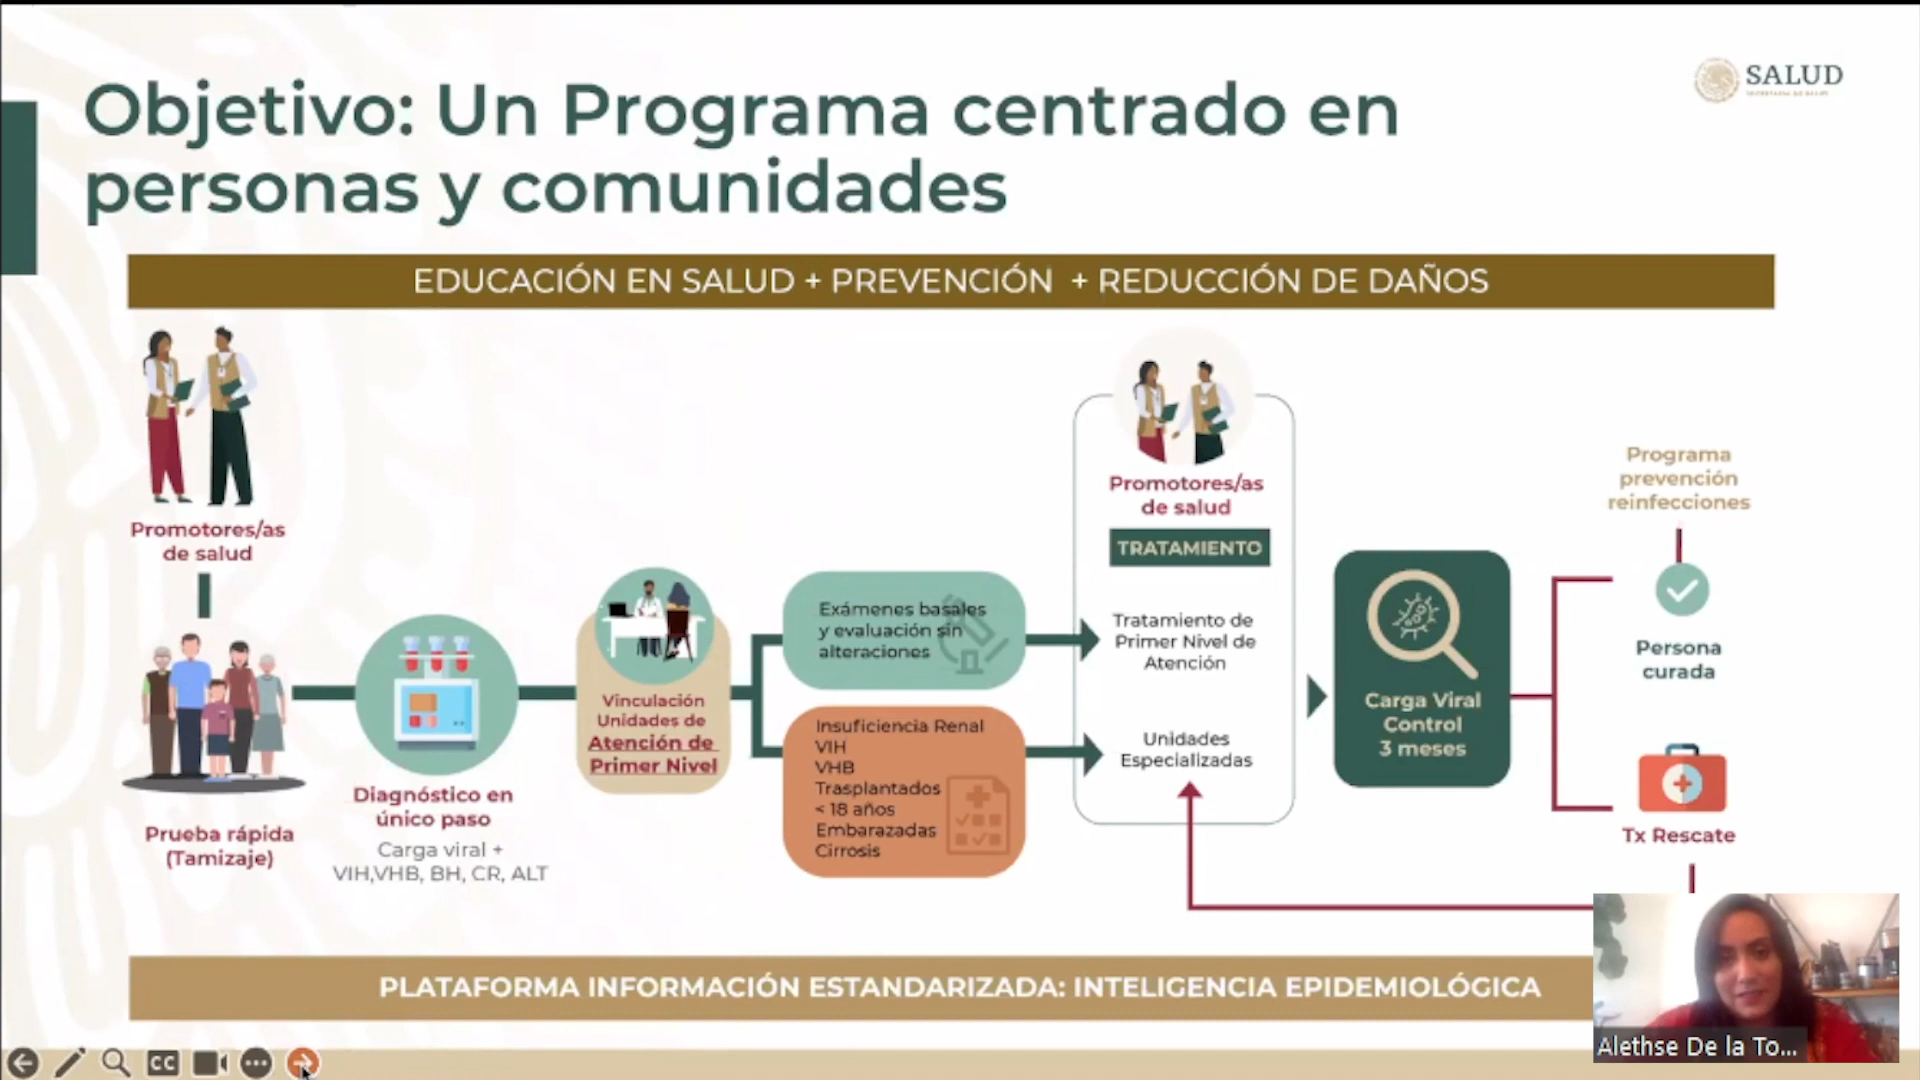 Objetivo: Un Programa centrado en
personas y comunidades
SALUD
SECRETARÍA DE SALUD
EDUCACIÓN EN SALUD + PREVENCIÓN + REDUCCIÓN DE DAÑOS
Promotores/as
de salud
Prueba rápida
(Tamizaje)
Diagnóstico en
único paso
Carga viral +
VIH,VHB, BH, CR, ALT
Vinculación
Unidades de
Atención de
Primer Nivel
Exámenes basales
y evaluación sin
alteraciones
Insuficiencia Renal
VIH
VHB
Trasplantados
< 18 años
Embarazadas
Cirrosis
Promotores/as
de salud
TRATAMIENTO
Tratamiento de
Primer Nivel de
Atención
Unidades
Especializadas
Carga Viral
Control
3 meses
Programa
prevención
reinfecciones
Persona
curada
Tx Rescate
PLATAFORMA INFORMACIÓN ESTANDARIZADA: INTELIGENCIA EPIDEMIOLÓGICA
CC
Alethse De la To...